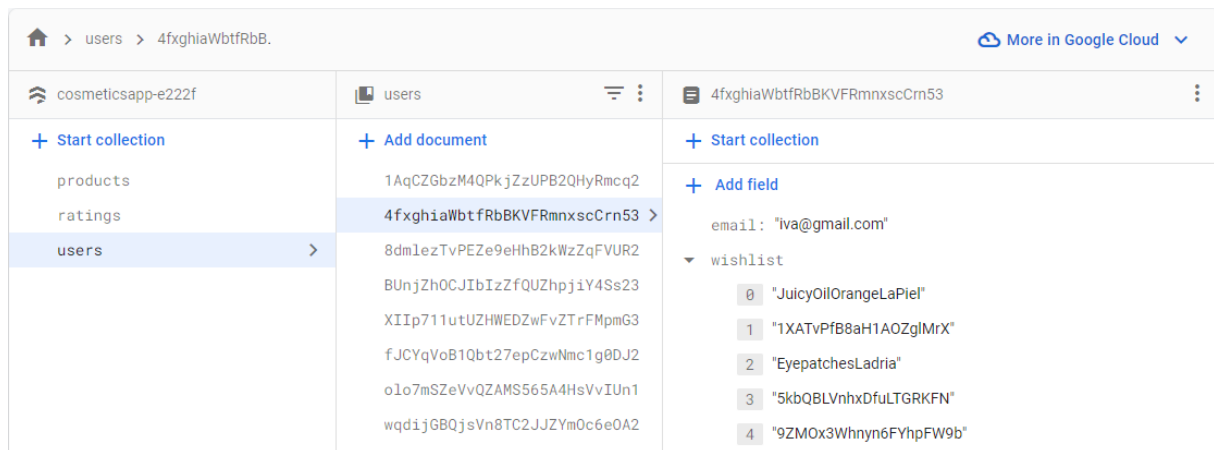 users > 4fxghiaWbtfRbB.
More in Google Cloud
cosmeticsapp-e222f
+ Start collection
products
ratings
users
users
+ Add document
1AqCZGbzM4QPkjZzUPB2QHyRmcq2
4fxghiaWbtfRbBKVFRmnxscCrn53
8dmlezTvPEZe9eHhB2kWzZqFVUR2
BUnjZhOCJIbIzZfQUZhpjiY4Ss23
XIIp711utUZHWEDZwFvZTrFMpmG3
fJCYqVoB1Qbt27epCzwNmc1g0DJ2
olo7mSZeVvQZAMS565A4HsVvIUn1
wqdijGBQjsVn8TC2JJZYmOc6eOA2
4fxghiaWbtfRbBKVFRmnxscCrn53
+ Start collection
+ Add field
email: "iva@gmail.com"
wishlist
0 "JuicyOilOrangeLaPiel"
1 "1XATvPfB8aH1AOZglMrX"
2 "EyepatchesLadria"
3 "5kbQBLVnhxDfuLTGRKFN"
4 "9ZMOx3Whnyn6FYhpFW9b"